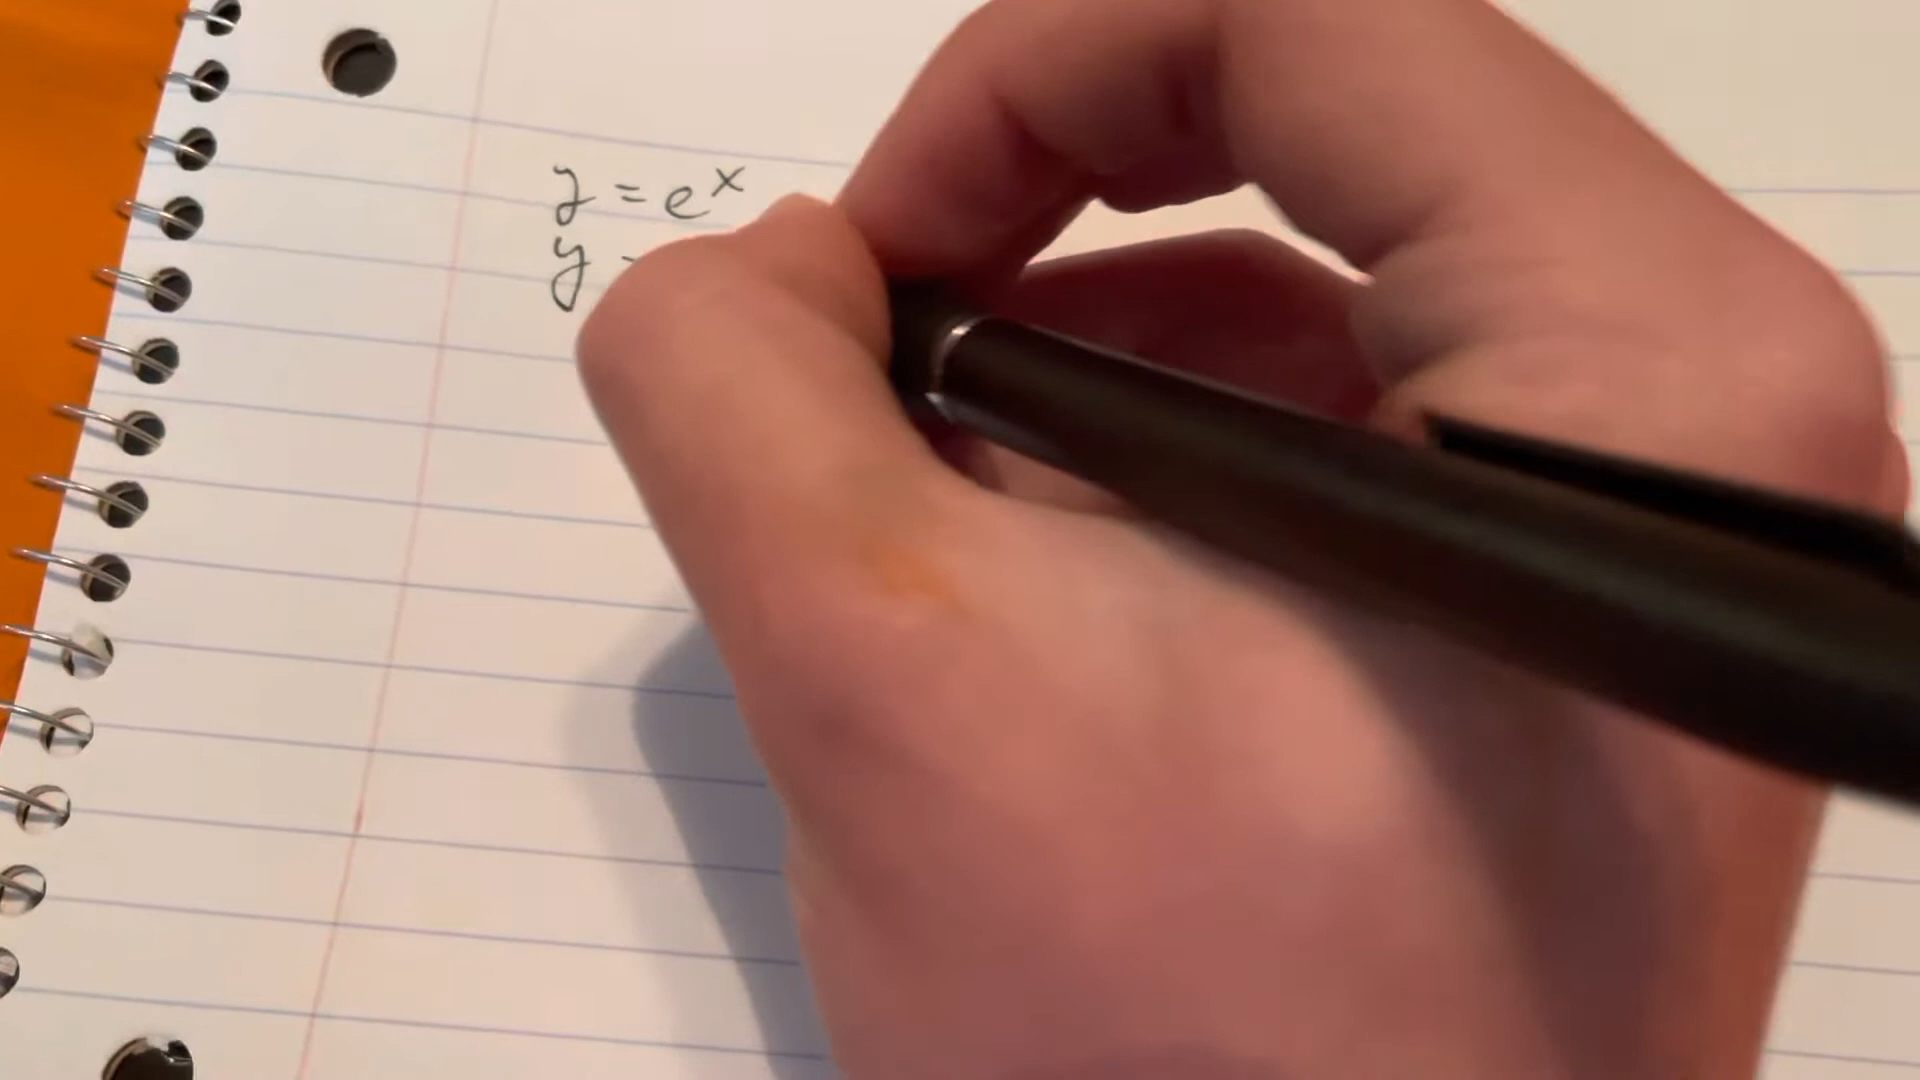 y = e^x
y